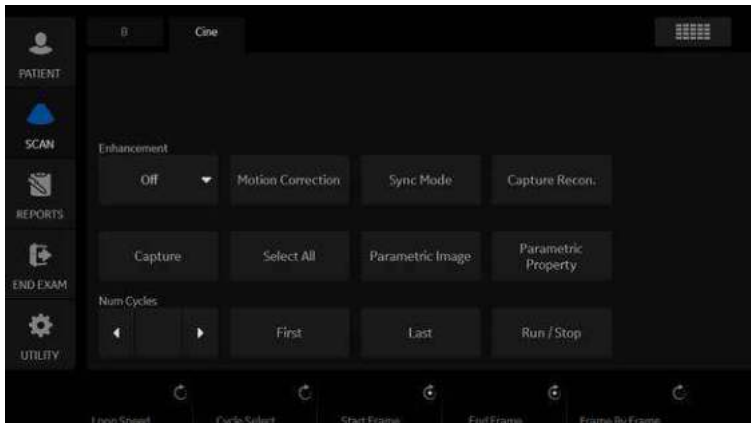 B
Cine
PATIENT
SCAN
REPORTS
END EXAM
UTILITY
Enhancement
Off
Motion Correction
Sync Mode
Capture Recon.
Capture
Select All
Parametric Image
Parametric
Property
Num Cycles
First
Last
Run / Stop
Loop Speed
Cycle Select
Start Frame
End Frame
Frame By Frame